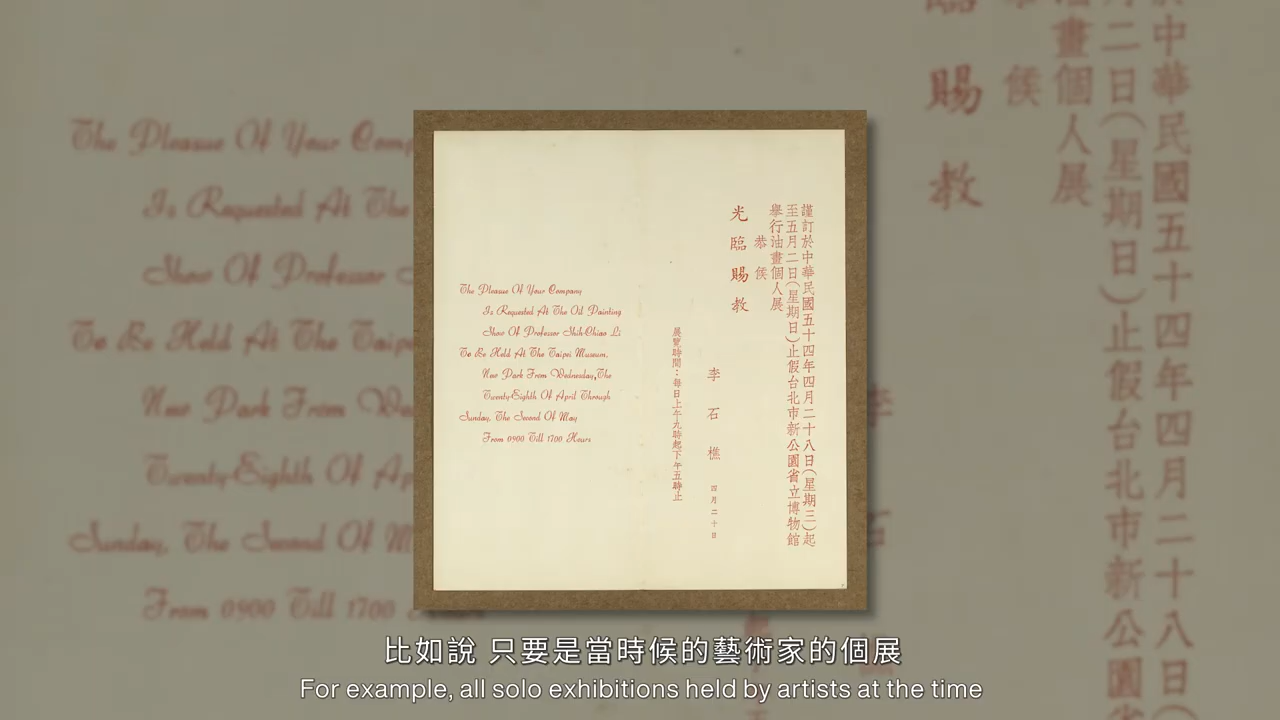 謹訂於中華民國五十四年四月二十八日(星期三)起
至五月二日(星期日)止假台北市新公園省立博物館
舉行油畫個人展
恭候
光臨賜教
李石樵 四月二十日
展覽時間：每日上午九時起下午五時止
The Pleasue Of Your Company
Is Requested At The Oil Painting
Show Of Professor Shih-Chiao Li
To Be Held At The Taipei Museum,
New Park From Wednesday,The
Twenty-Eighth Of April Through
Sunday, The Second Of May
From 0900 Till 1700 Hours
比如說 只要是當時候的藝術家的個展
For example, all solo exhibitions held by artists at the time